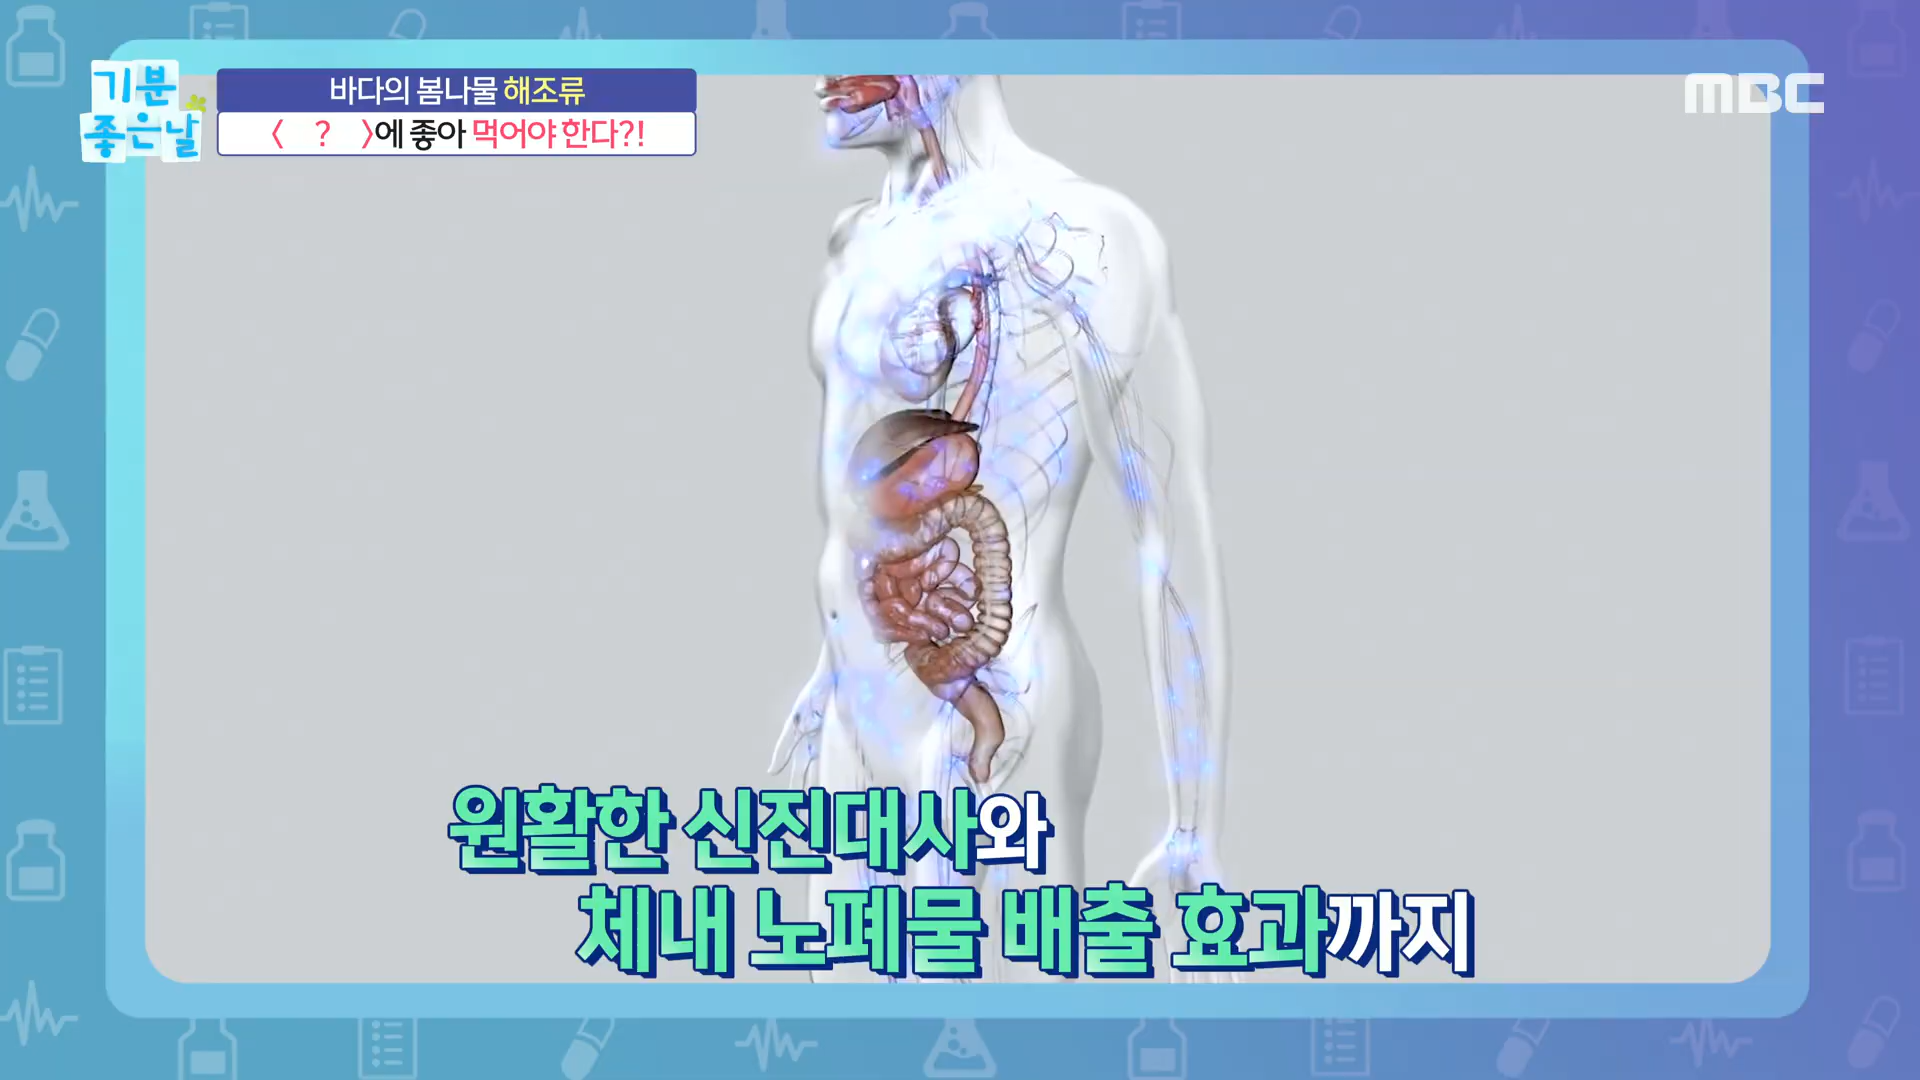 기분
좋은날
바다의 봄나물 해조류
< ? >에 좋아 먹어야 한다?!
MBC
원활한 신진대사와
체내 노폐물 배출 효과까지